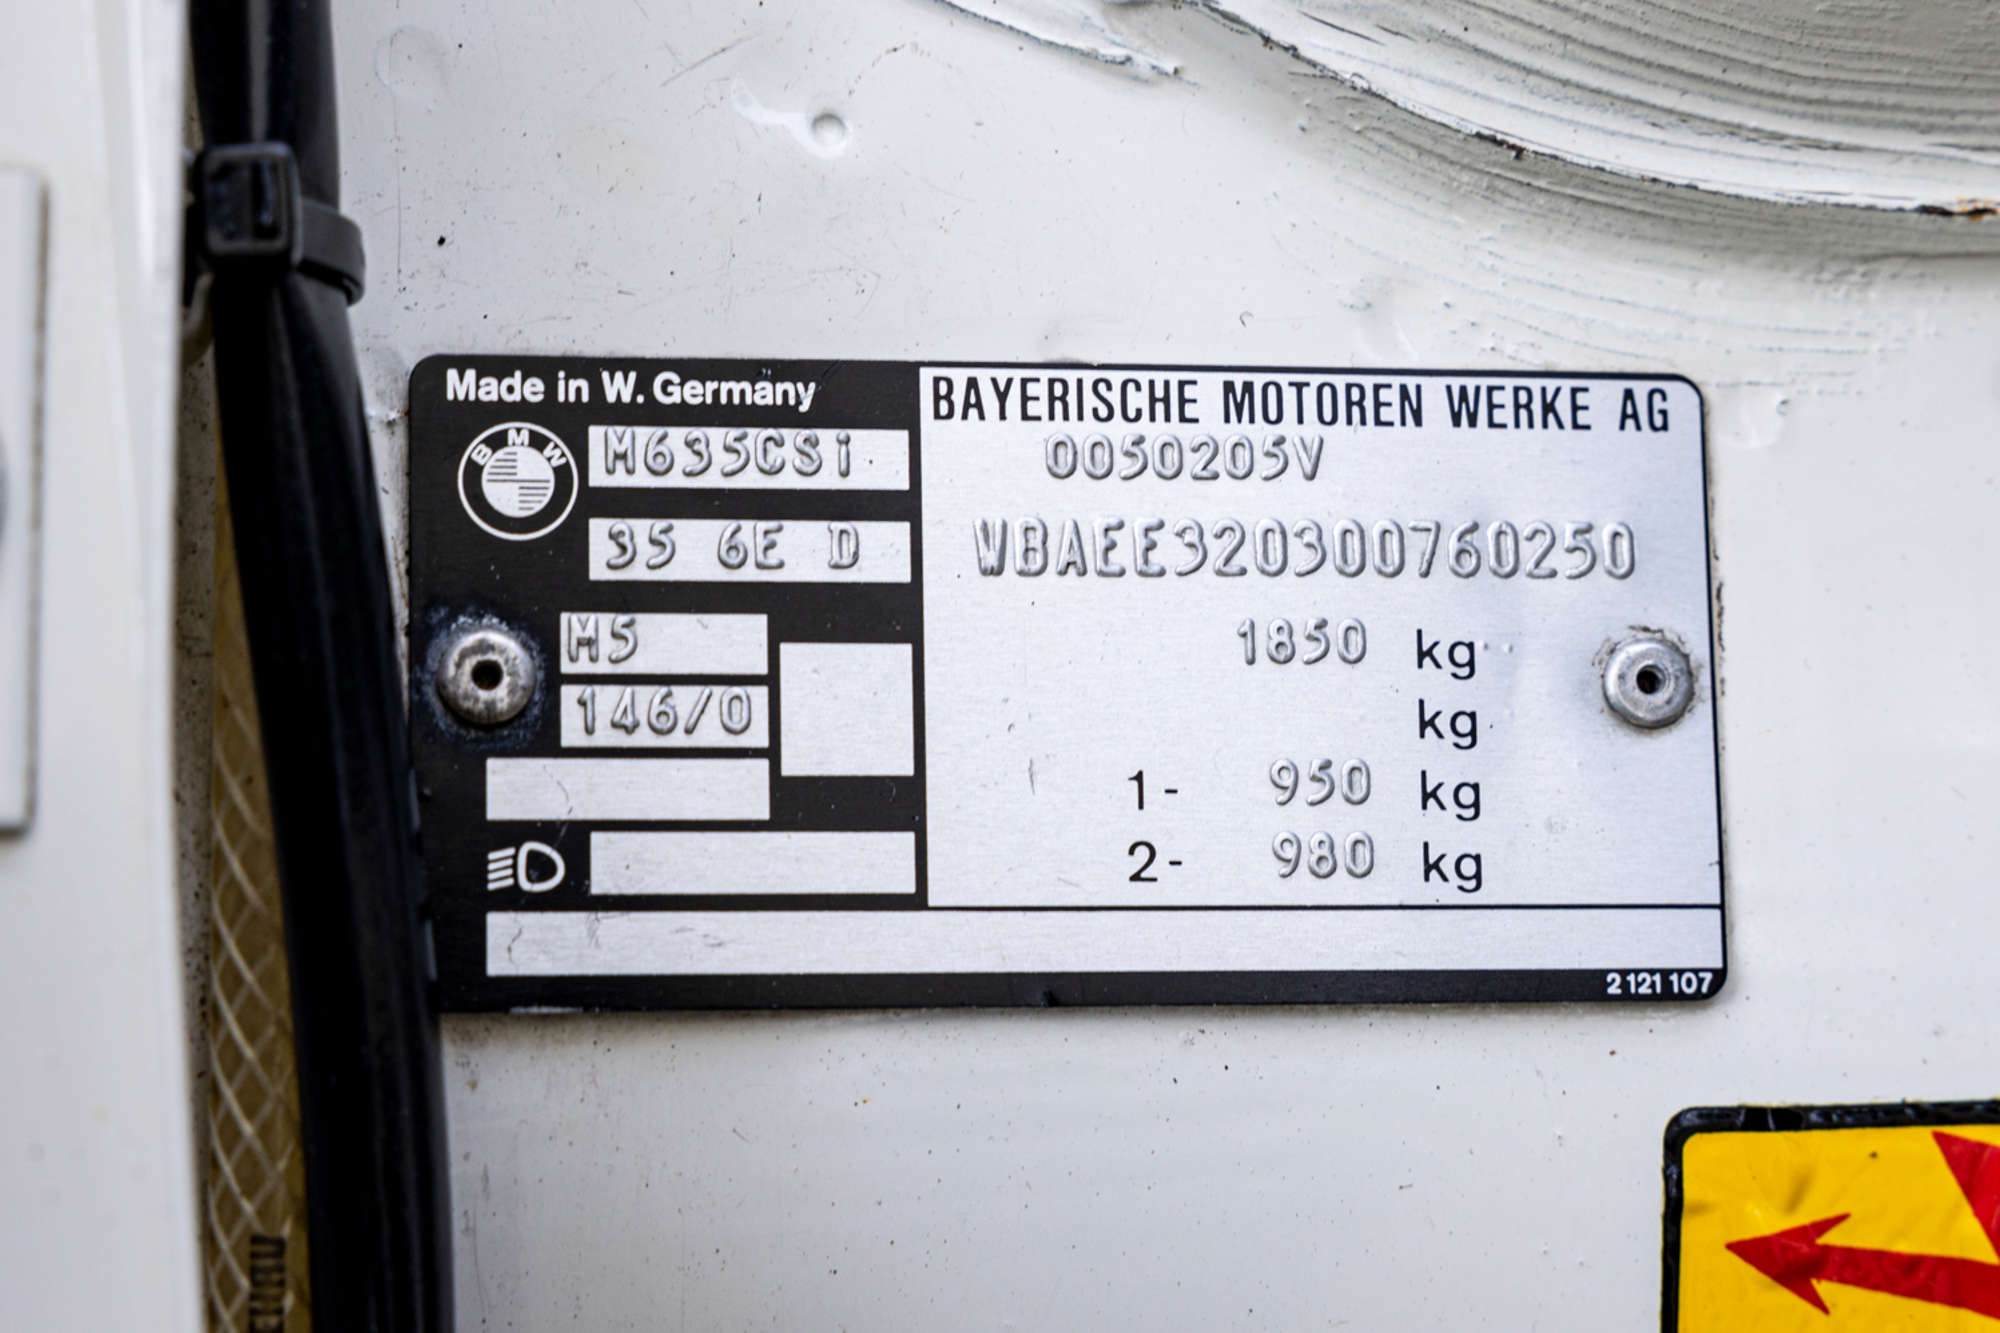 Made in W. Germany
BMW
M635CSi
35 6E D
M5
146/0
BAYERISCHE MOTOREN WERKE AG
0050205V
WBAEE320300760250
1850 kg
kg
1- 950 kg
2- 980 kg
2 121 107